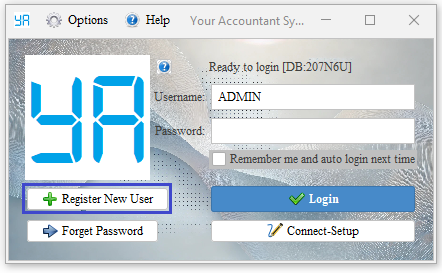 YA Options Help Your Accountant Sy...
YA
Ready to login [DB:207N6U]
Username: ADMIN
Password:
Remember me and auto login next time
Register New User
Login
Forget Password
Connect-Setup